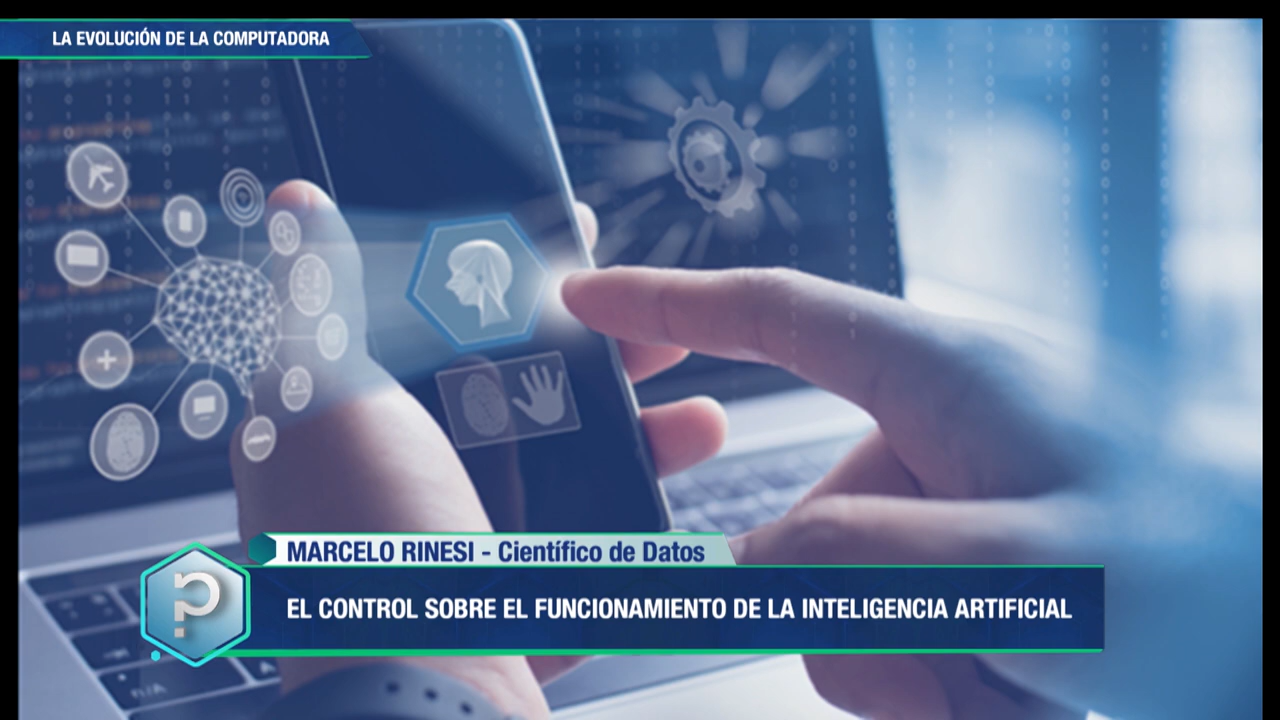 LA EVOLUCIÓN DE LA COMPUTADORA
MARCELO RINESI - Científico de Datos
EL CONTROL SOBRE EL FUNCIONAMIENTO DE LA INTELIGENCIA ARTIFICIAL